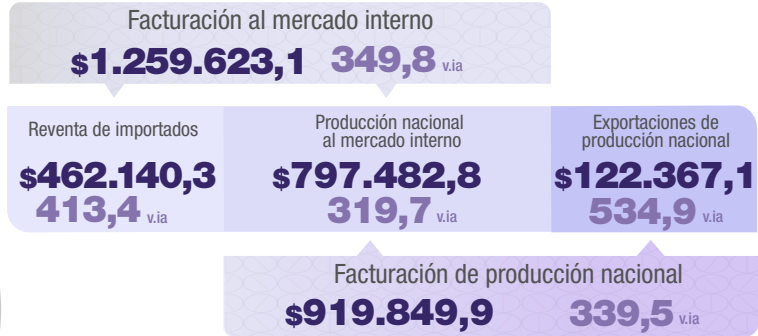 Facturación al mercado interno
$1.259.623,1 349,8 v.ia
Reventa de importados
$462.140,3
413,4 v.ia
Producción nacional
al mercado interno
$797.482,8
319,7 v.ia
Exportaciones de
producción nacional
$122.367,1
534,9 v.ia
Facturación de producción nacional
$919.849,9 339,5 v.ia